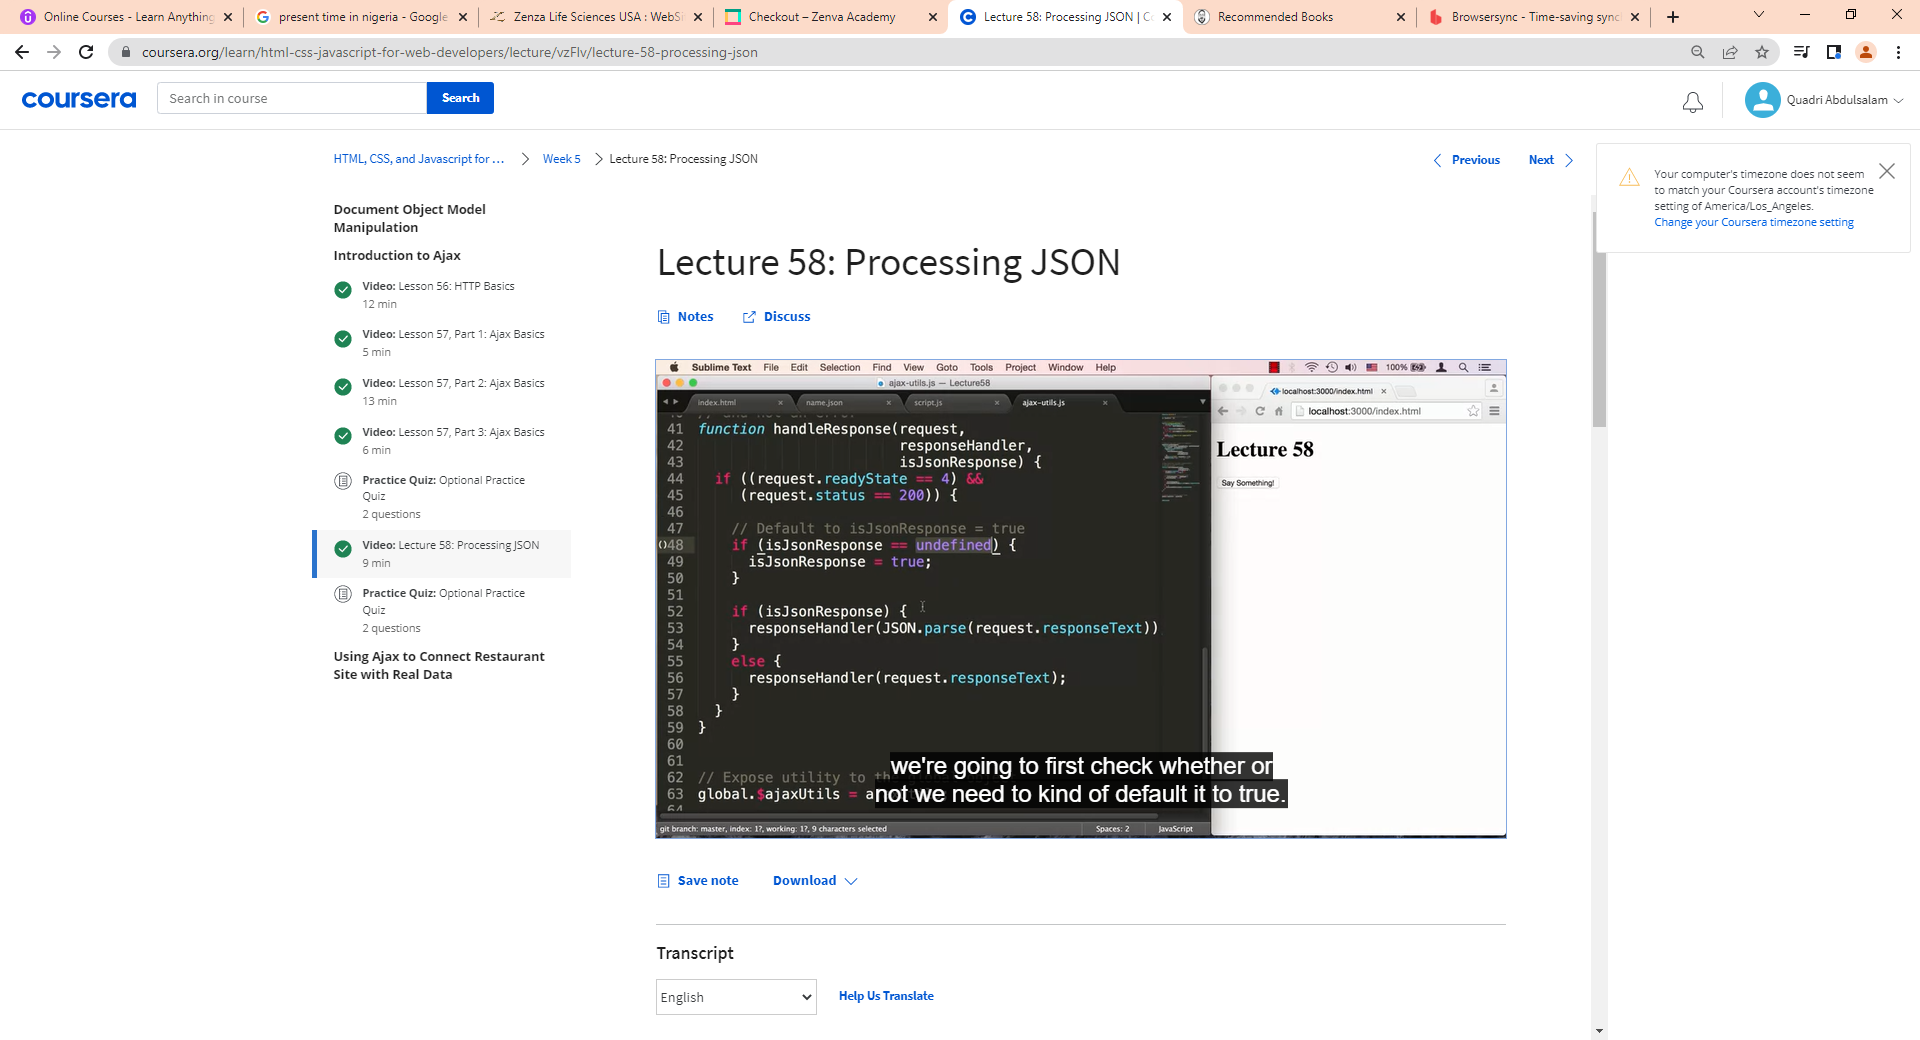 Online Courses - Learn Anything
present time in nigeria - Google
Zenza Life Sciences USA : WebSi
Checkout – Zenva Academy
Lecture 58: Processing JSON | Co
Recommended Books
Browsersync - Time-saving sync
coursera.org/learn/html-css-javascript-for-web-developers/lecture/vzFlv/lecture-58-processing-json
coursera
Search in course
Search
Quadri Abdulsalam
HTML, CSS, and Javascript for ...
Week 5
Lecture 58: Processing JSON
Previous
Next
Your computer's timezone does not seem
to match your Coursera account's timezone
setting of America/Los_Angeles.
Change your Coursera timezone setting
Document Object Model
Manipulation
Introduction to Ajax
Video: Lesson 56: HTTP Basics
12 min
Video: Lesson 57, Part 1: Ajax Basics
5 min
Video: Lesson 57, Part 2: Ajax Basics
13 min
Video: Lesson 57, Part 3: Ajax Basics
6 min
Practice Quiz: Optional Practice
Quiz
2 questions
Video: Lecture 58: Processing JSON
9 min
Practice Quiz: Optional Practice
Quiz
2 questions
Using Ajax to Connect Restaurant
Site with Real Data
Lecture 58: Processing JSON
Notes
Discuss
Sublime Text File Edit Selection Find View Goto Tools Project Window Help
100%
ajax-utils.js — Lecture58
index.html
name.json
script.js
ajax-utils.js
41 function handleResponse(request,
42 responseHandler,
43 isJsonResponse) {
44 if ((request.readyState == 4) &&
45 (request.status == 200)) {
46
47 // Default to isJsonResponse = true
48 if (isJsonResponse == undefined) {
49 isJsonResponse = true;
50 }
51
52 if (isJsonResponse) {
53 responseHandler(JSON.parse(request.responseText))
54 }
55 else {
56 responseHandler(request.responseText);
57 }
58 }
59 }
60
61
62 // Expose utility to the
63 global.$ajaxUtils = a
64
git branch: master, index: 1?, working: 1?, 9 characters selected
Spaces: 2
JavaScript
localhost:3000/index.html
localhost:3000/index.html
Lecture 58
Say Something!
we're going to first check whether or
not we need to kind of default it to true.
Save note
Download
Transcript
English
Help Us Translate